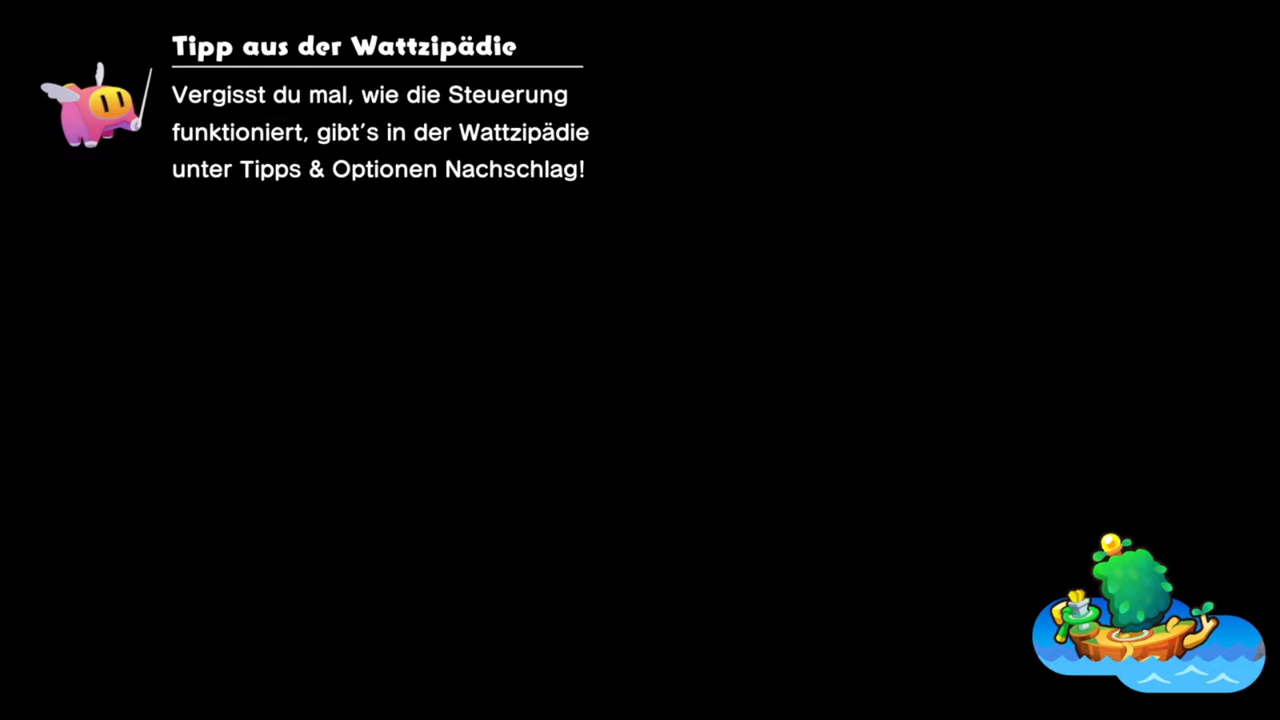 Tipp aus der Wattzipädie
Vergisst du mal, wie die Steuerung
funktioniert, gibt's in der Wattzipädie
unter Tipps & Optionen Nachschlag!